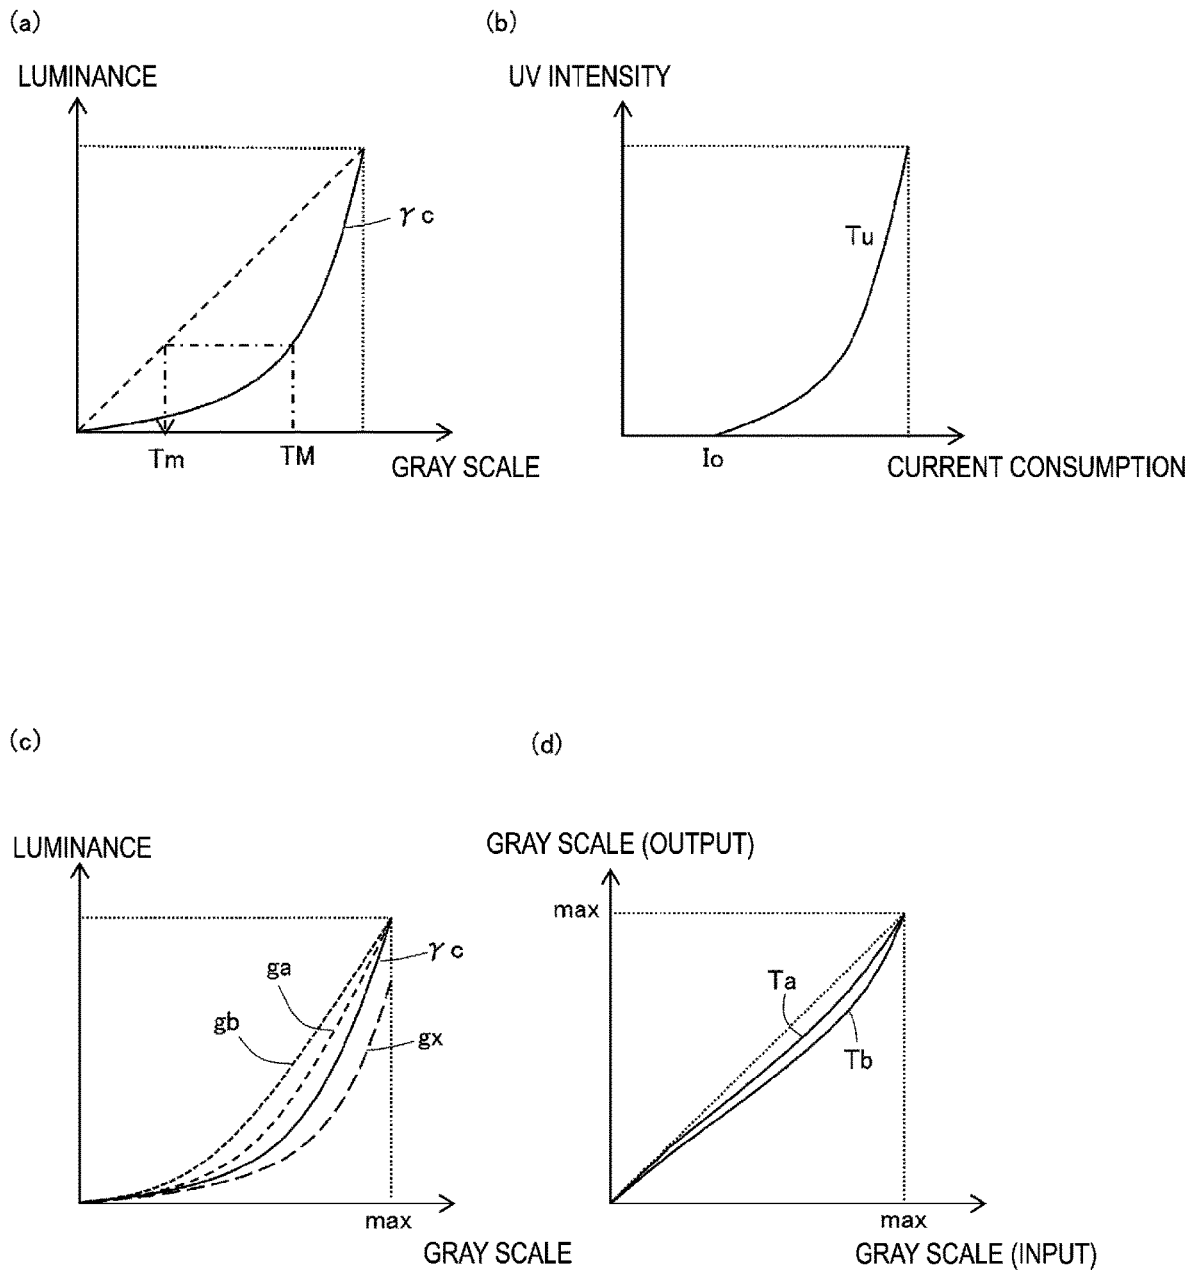 (a)
LUMINANCE
γc
Tm
TM
GRAY SCALE
(b)
UV INTENSITY
Tu
Io
CURRENT CONSUMPTION
(c)
LUMINANCE
γc
ga
gb
gx
max
GRAY SCALE
(d)
GRAY SCALE (OUTPUT)
max
Ta
Tb
max
GRAY SCALE (INPUT)